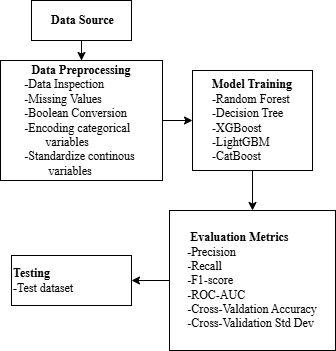 Data Source
Data Preprocessing
-Data Inspection
-Missing Values
-Boolean Conversion
-Encoding categorical
variables
-Standardize continous
variables
Model Training
-Random Forest
-Decision Tree
-XGBoost
-LightGBM
-CatBoost
Evaluation Metrics
-Precision
-Recall
-F1-score
-ROC-AUC
-Cross-Valdation Accuracy
-Cross-Validation Std Dev
Testing
-Test dataset